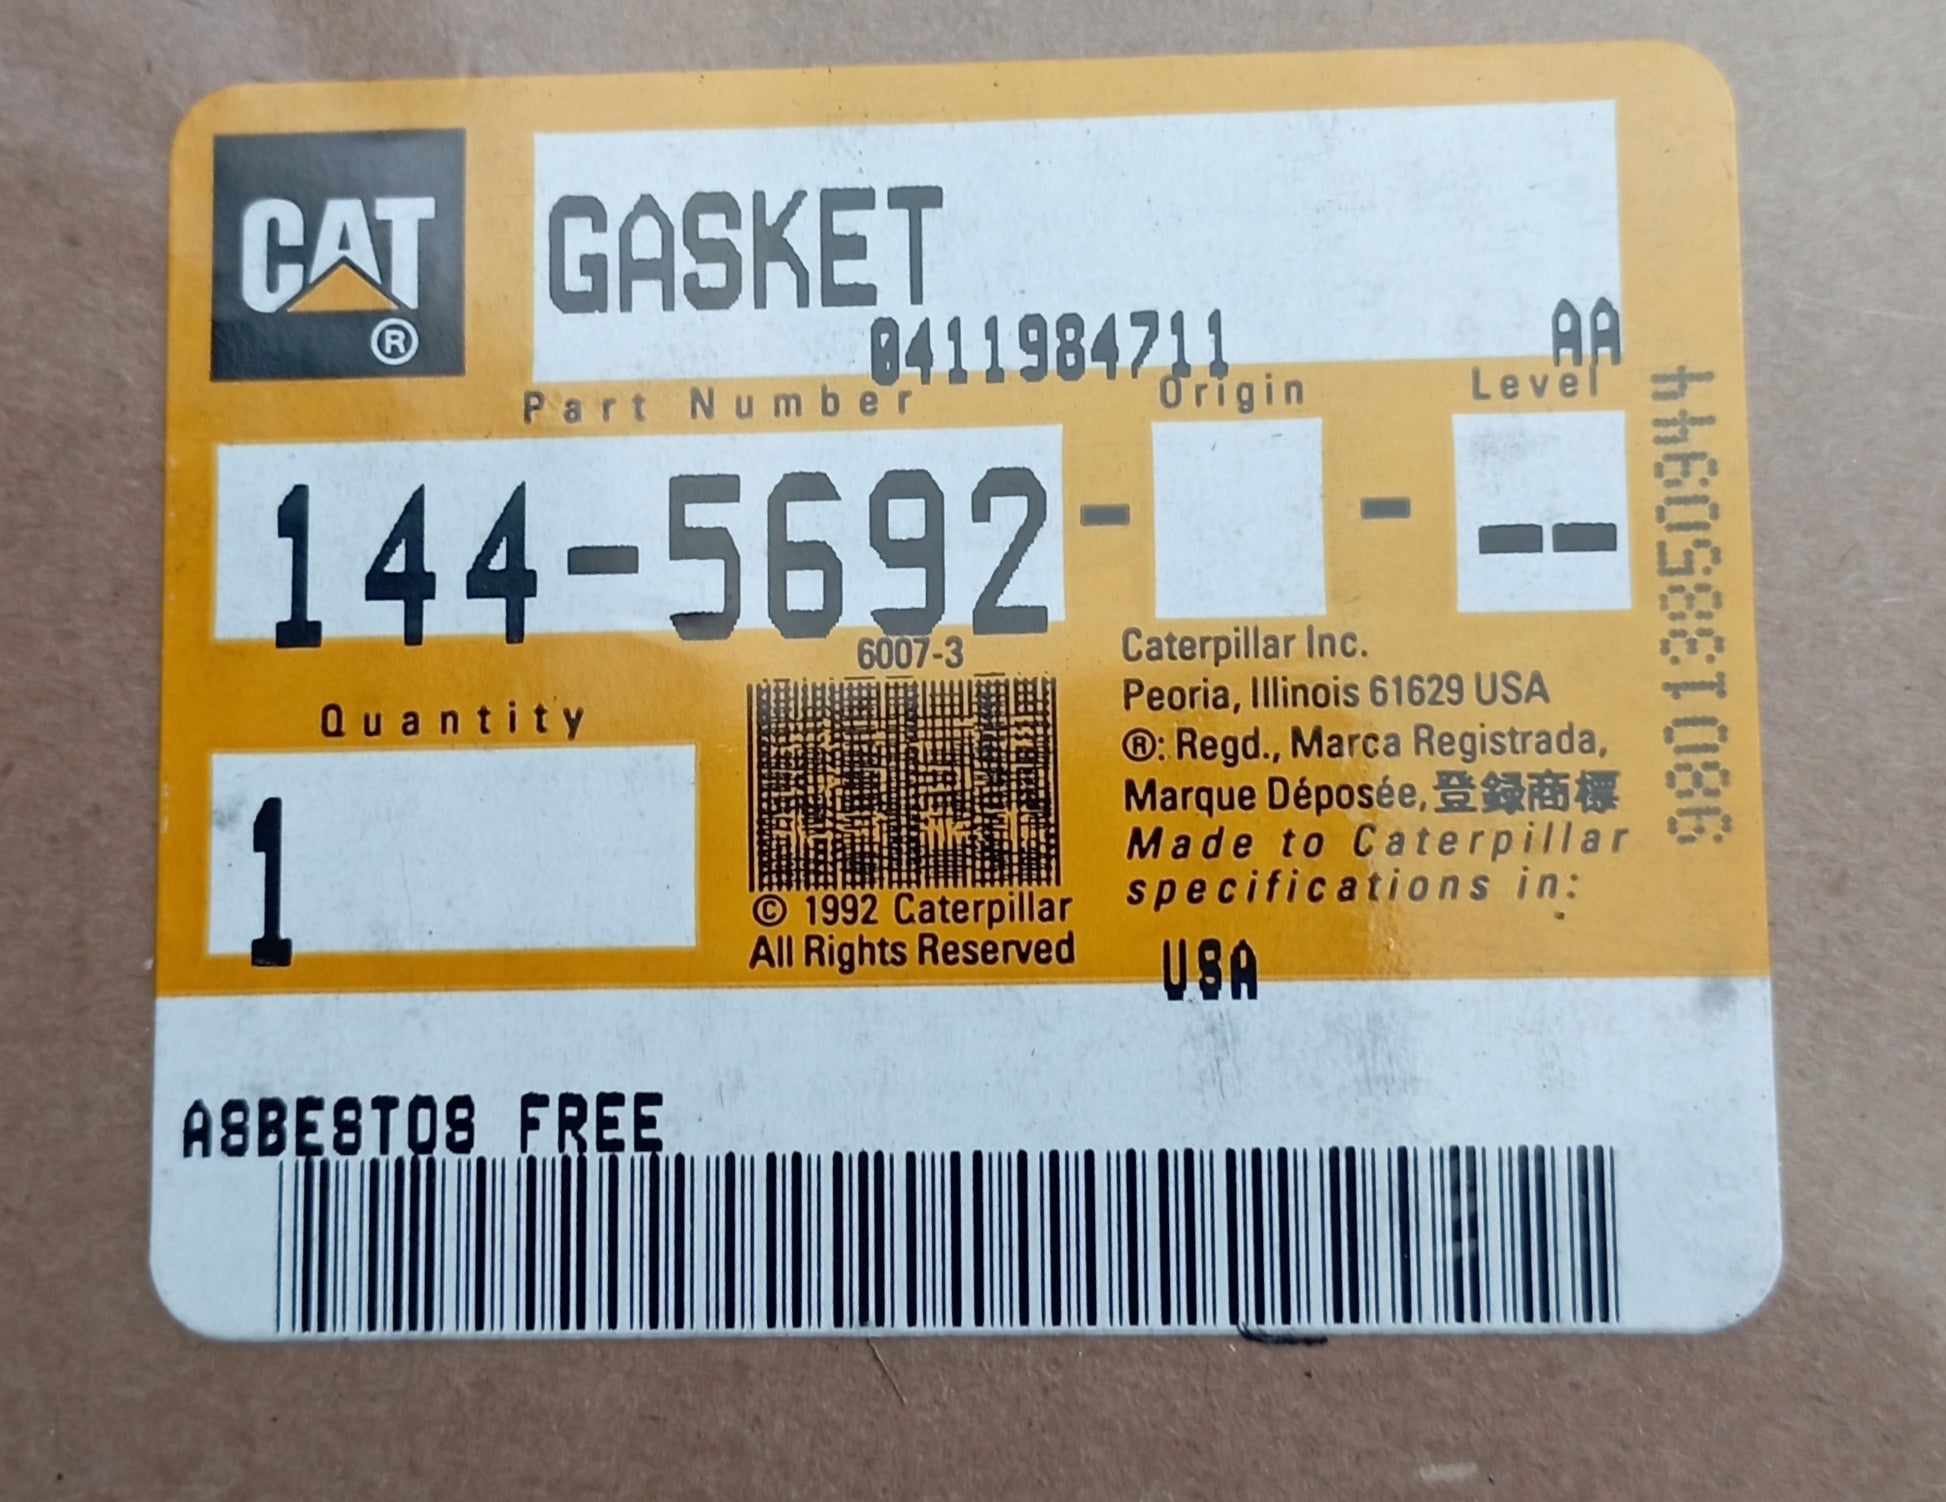 CAT
®
GASKET
0411984711 AA
Part Number Origin Level
144-5692- - --
6007-3
Quantity
1
© 1992 Caterpillar
All Rights Reserved
Caterpillar Inc.
Peoria, Illinois 61629 USA
®: Regd., Marca Registrada,
Marque Déposée, 登録商標
Made to Caterpillar
specifications in:
USA
ASBESTOS FREE